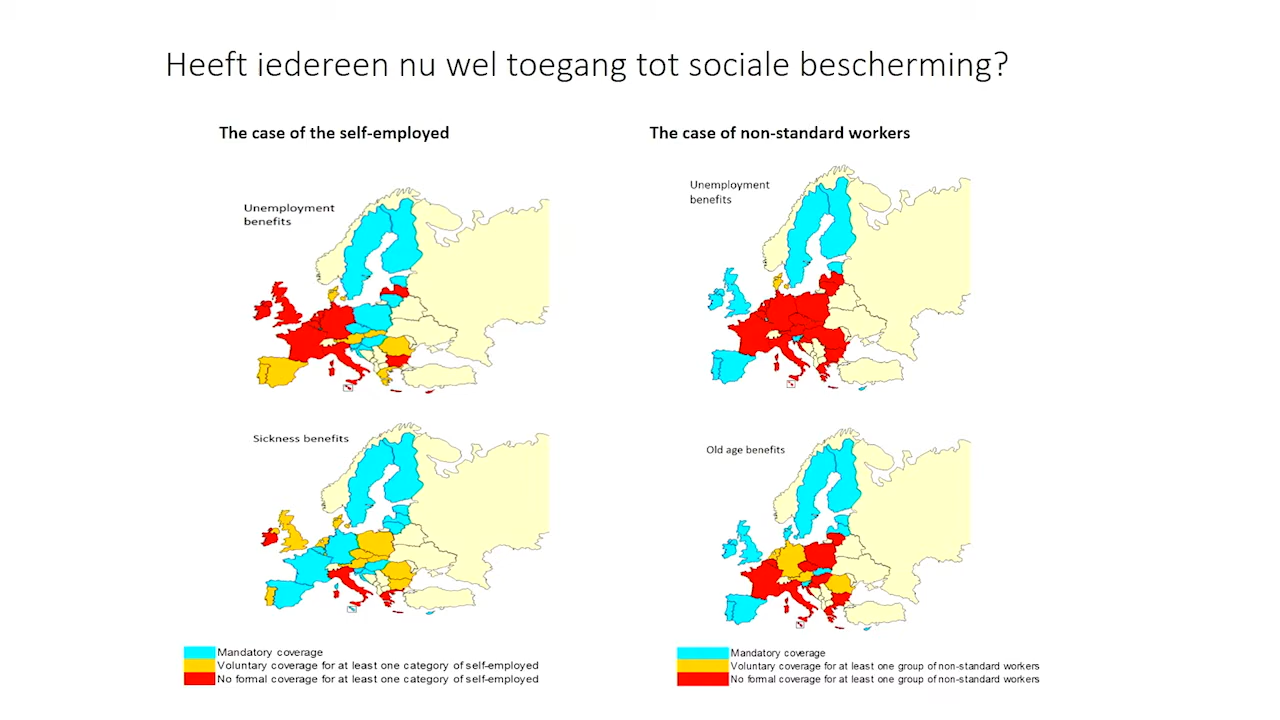 Heeft iedereen nu wel toegang tot sociale bescherming?
The case of the self-employed
Unemployment
benefits
Sickness benefits
Mandatory coverage
Voluntary coverage for at least one category of self-employed
No formal coverage for at least one category of self-employed
The case of non-standard workers
Unemployment
benefits
Old age benefits
Mandatory coverage
Voluntary coverage for at least one group of non-standard workers
No formal coverage for at least one group of non-standard workers